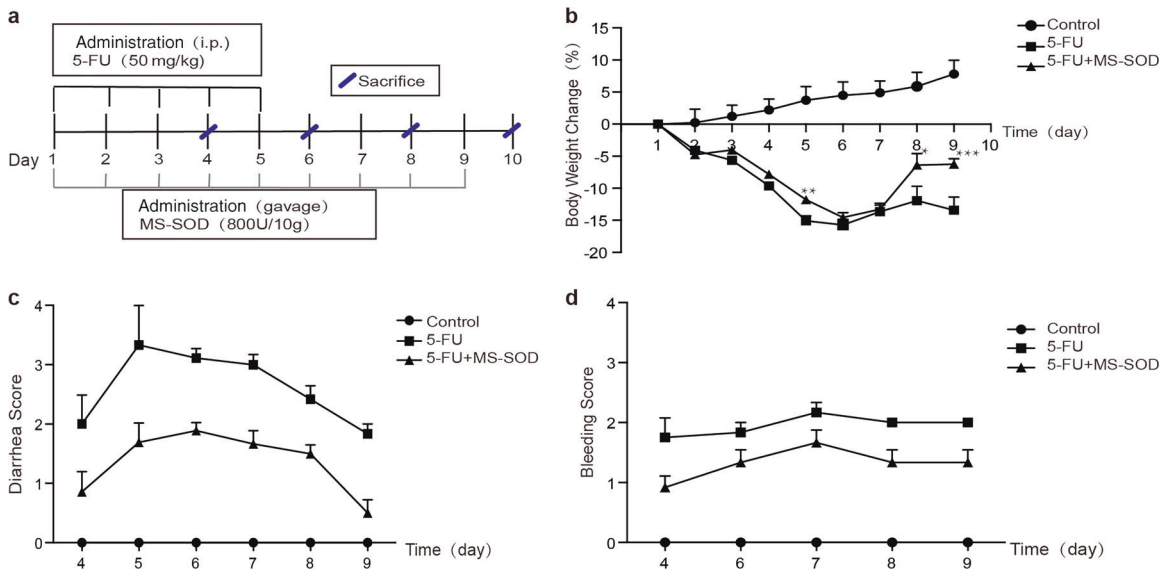 a
Administration（i.p.）
5-FU（50 mg/kg）
Sacrifice
Day
1 2 3 4 5 6 7 8 9 10
Administration （gavage）
MS-SOD（800U/10g）
b
Control
5-FU
5-FU+MS-SOD
Body Weight Change（%）
15
10
5
0
-5
-10
-15
-20
1 2 3 4 5 6 7 8 9 10
Time（day）
**
*
***
c
Control
5-FU
5-FU+MS-SOD
Diarrhea Score
4
3
2
1
0
4 5 6 7 8 9
Time（day）
d
Control
5-FU
5-FU+MS-SOD
Bleeding Score
4
3
2
1
0
4 6 7 8 9
Time（day）